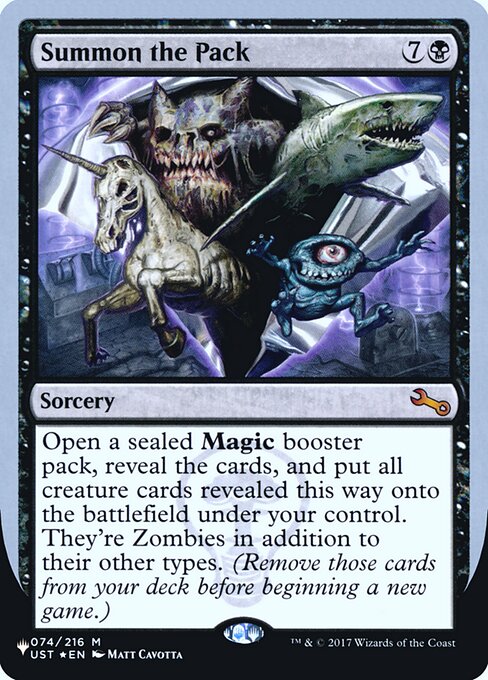 Summon the Pack 7
Sorcery
Open a sealed Magic booster
pack, reveal the cards, and put all
creature cards revealed this way onto
the battlefield under your control.
They're Zombies in addition to
their other types. (Remove those cards
from your deck before beginning a new
game.)
074/216 M
UST ★ EN Matt Cavotta
™ & © 2017 Wizards of the Coast